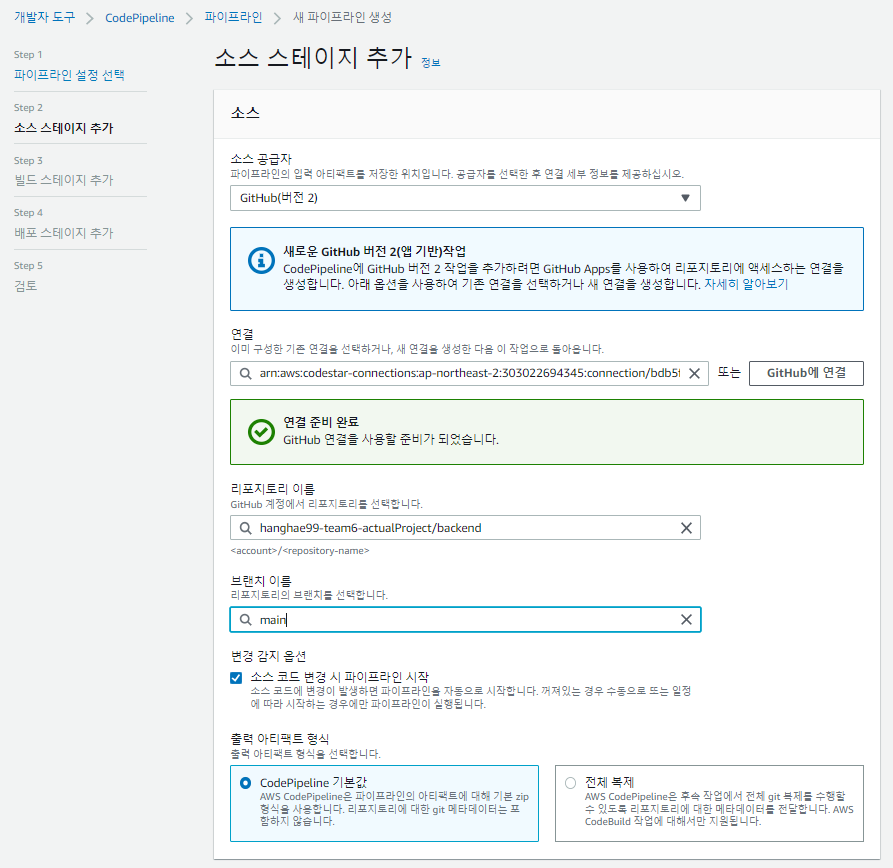 개발자 도구 > CodePipeline > 파이프라인 > 새 파이프라인 생성
Step 1
파이프라인 설정 선택
Step 2
소스 스테이지 추가
Step 3
빌드 스테이지 추가
Step 4
배포 스테이지 추가
Step 5
검토
소스 스테이지 추가 정보
소스
소스 공급자
파이프라인의 입력 아티팩트를 저장한 위치입니다. 공급자를 선택한 후 연결 세부 정보를 제공하십시오.
GitHub(버전 2)
새로운 GitHub 버전 2(앱 기반)작업
CodePipeline에 GitHub 버전 2 작업을 추가하려면 GitHub Apps를 사용하여 리포지토리에 액세스하는 연결을
생성합니다. 아래 옵션을 사용하여 기존 연결을 선택하거나 새 연결을 생성합니다. 자세히 알아보기
연결
이미 구성한 기존 연결을 선택하거나, 새 연결을 생성한 다음 이 작업으로 돌아옵니다.
arn:aws:codestar-connections:ap-northeast-2:303022694345:connection/bdb5f 또는 GitHub에 연결
연결 준비 완료
GitHub 연결을 사용할 준비가 되었습니다.
리포지토리 이름
GitHub 계정에서 리포지토리를 선택합니다.
hanghae99-team6-actualProject/backend
<account>/<repository-name>
브랜치 이름
리포지토리의 브랜치를 선택합니다.
main
변경 감지 옵션
소스 코드 변경 시 파이프라인 시작
소스 코드에 변경이 발생하면 파이프라인을 자동으로 시작합니다. 꺼져있는 경우 수동으로 또는 일정
에 따라 시작하는 경우에만 파이프라인이 실행됩니다.
출력 아티팩트 형식
출력 아티팩트 형식을 선택합니다.
CodePipeline 기본값
AWS CodePipeline은 파이프라인의 아티팩트에 대해 기본 zip
형식을 사용합니다. 리포지토리에 대한 git 메타데이터는 포
함하지 않습니다.
전체 복제
AWS CodePipeline은 후속 작업에서 전체 git 복제를 수행할
수 있도록 리포지토리에 대한 메타데이터를 전달합니다. AWS
CodeBuild 작업에 대해서만 지원됩니다.